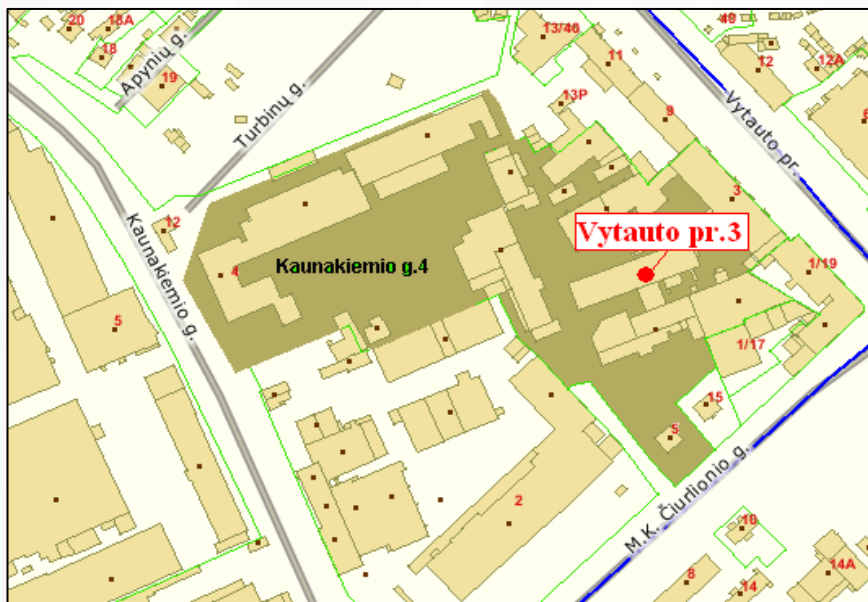 20
18A
18
19
Apynių g.
Turbinų g.
13/46
11
13P
9
12
12A
Vytauto pr.
3
Vytauto pr.3
12
Kaunakiemio g.
4
Kaunakiemio g.4
5
1/19
1/17
15
5
2
M.K. Čiurlionio g.
10
8
14
14A